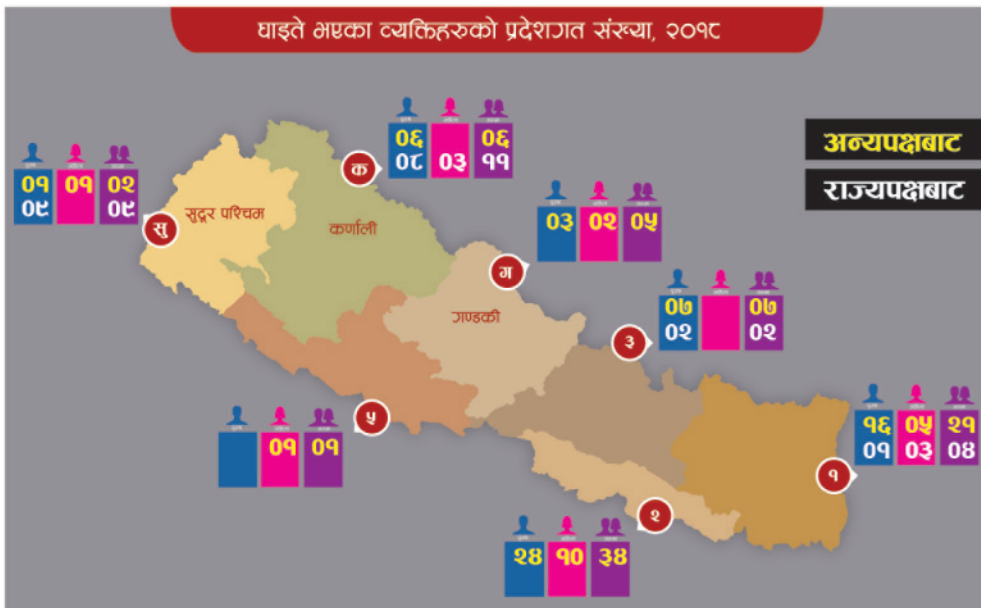 घाइते भएका व्यक्तिहरुको प्रदेशगत संख्या, २०१८
अन्यपक्षबाट
राज्यपक्षबाट
०१ ०१ ०२
०९ ०९
सु
सुदूर पश्चिम
०६ ०६
०८ ०३ ११
क
कर्णाली
०३ ०२ ०५
ग
गण्डकी
०७ ०७
०२ ०२
३
०१ ०१
५
१६ ०५ २१
०१ ०३ ०४
१
२
२४ १० ३४